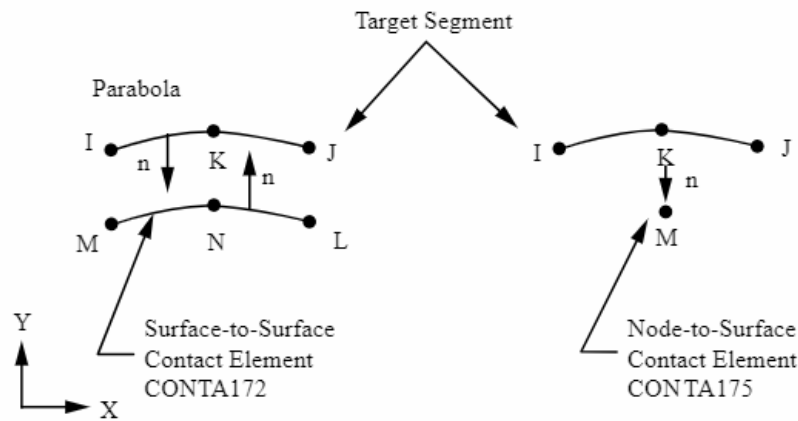 Target Segment
Parabola
I
n
K
n
J
M
N
L
I
K
J
n
M
Surface-to-Surface
Contact Element
CONTA172
Node-to-Surface
Contact Element
CONTA175
Y
X